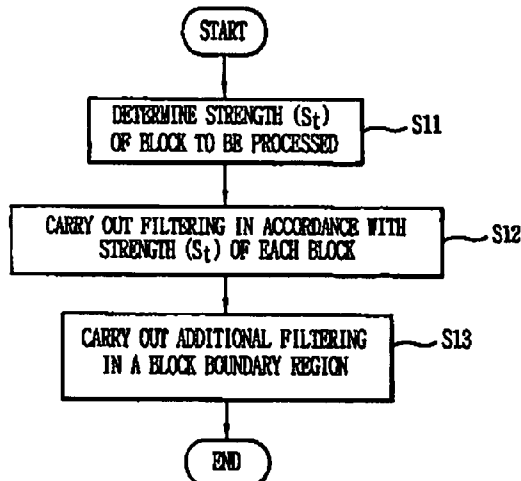 START
DETERMINE STRENGTH (St)
OF BLOCK TO BE PROCESSED
S11
CARRY OUT FILTERING IN ACCORDANCE WITH
STRENGTH (St) OF EACH BLOCK
S12
CARRY OUT ADDITIONAL FILTERING
IN A BLOCK BOUNDARY REGION
S13
END